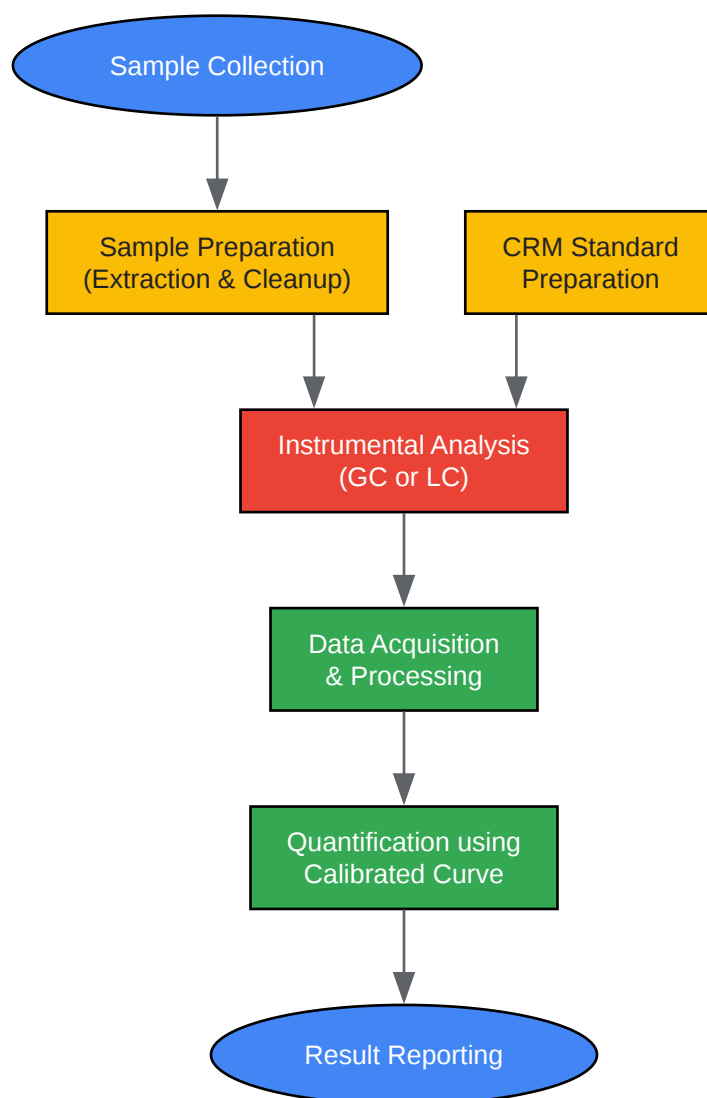 Sample Collection
Sample Preparation
(Extraction & Cleanup)
CRM Standard
Preparation
Instrumental Analysis
(GC or LC)
Data Acquisition
& Processing
Quantification using
Calibrated Curve
Result Reporting